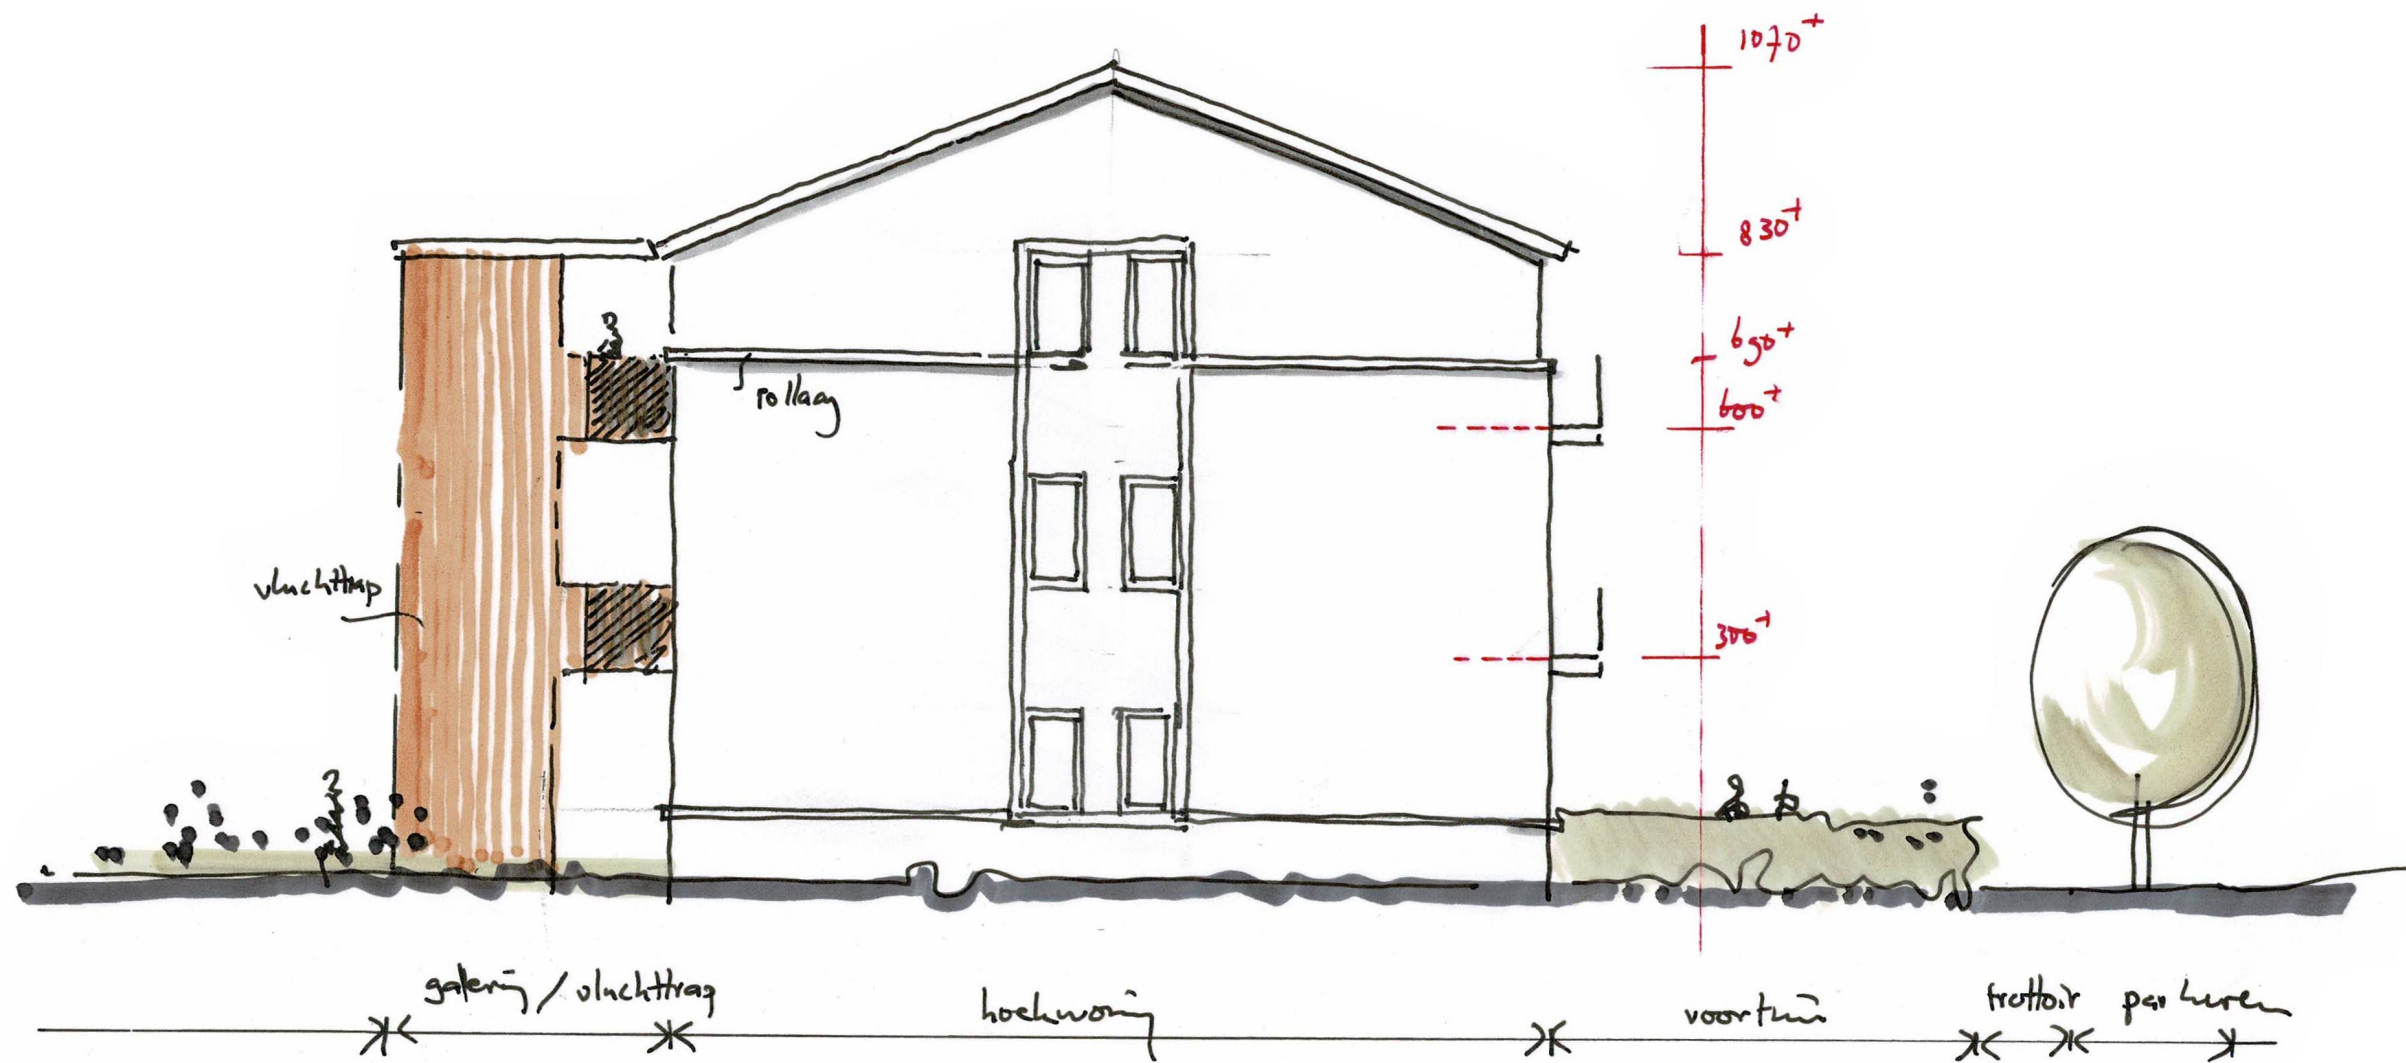 1070+
830+
690+
rollaag
600+
vluchttrap
300+
galerij / vluchttrap
hoekwoning
voortuin
trottoir
parkeren